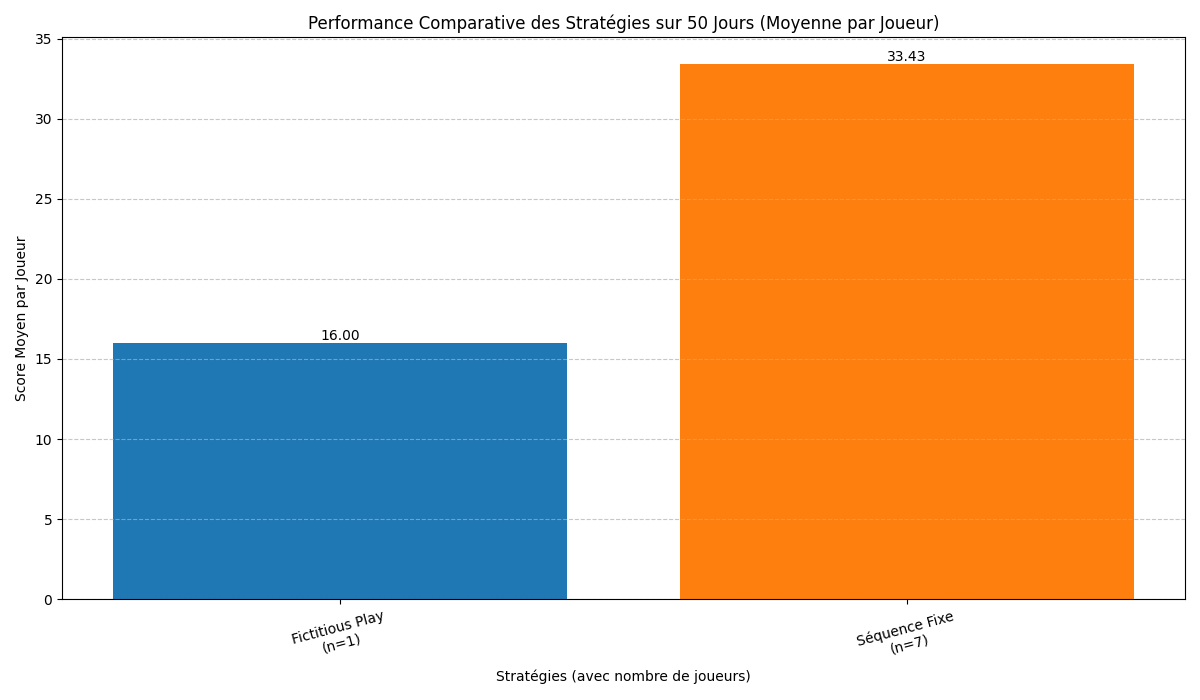 Performance Comparative des Stratégies sur 50 Jours (Moyenne par Joueur)
35
30
25
20
15
10
5
0
Score Moyen par Joueur
16.00
33.43
Fictitious Play
(n=1)
Séquence Fixe
(n=7)
Stratégies (avec nombre de joueurs)